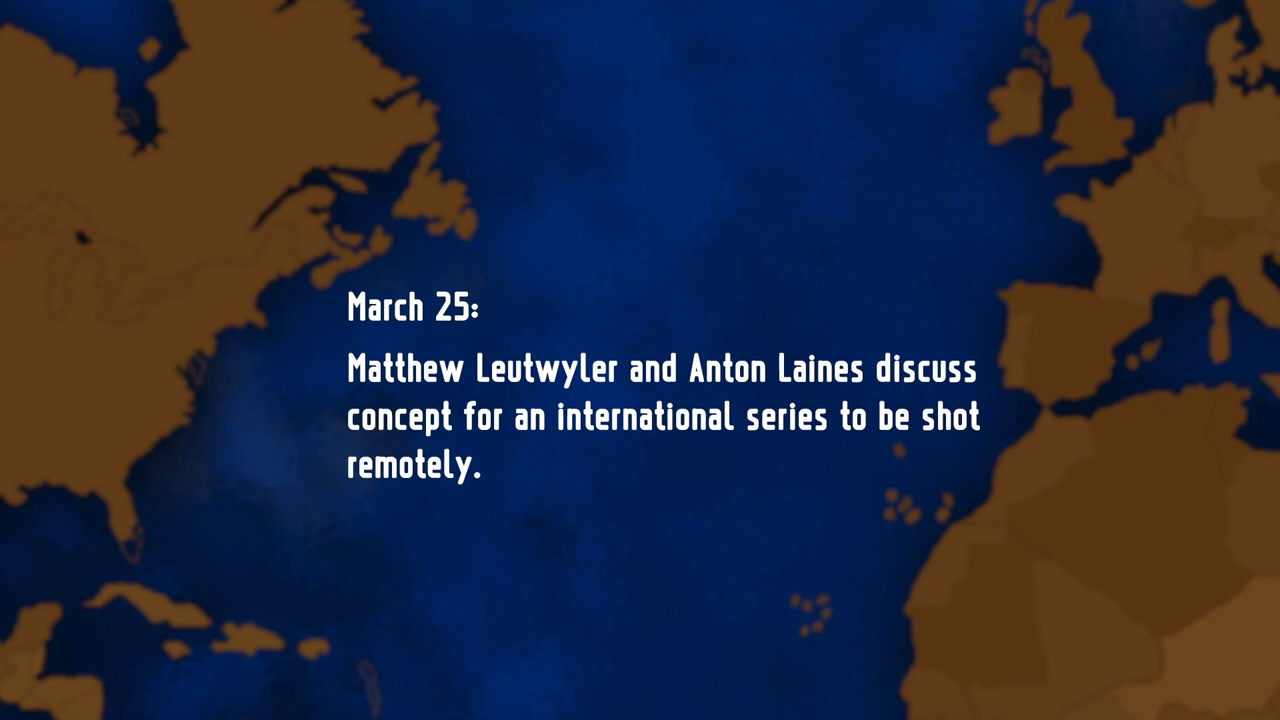 March 25:
Matthew Leutwyler and Anton Laines discuss
concept for an international series to be shot
remotely.